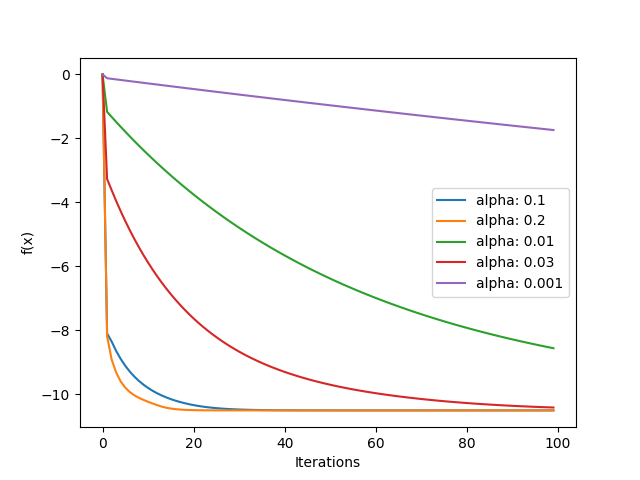 0
−2
−4
−6
−8
−10
f(x)
alpha: 0.1
alpha: 0.2
alpha: 0.01
alpha: 0.03
alpha: 0.001
0 20 40 60 80 100
Iterations